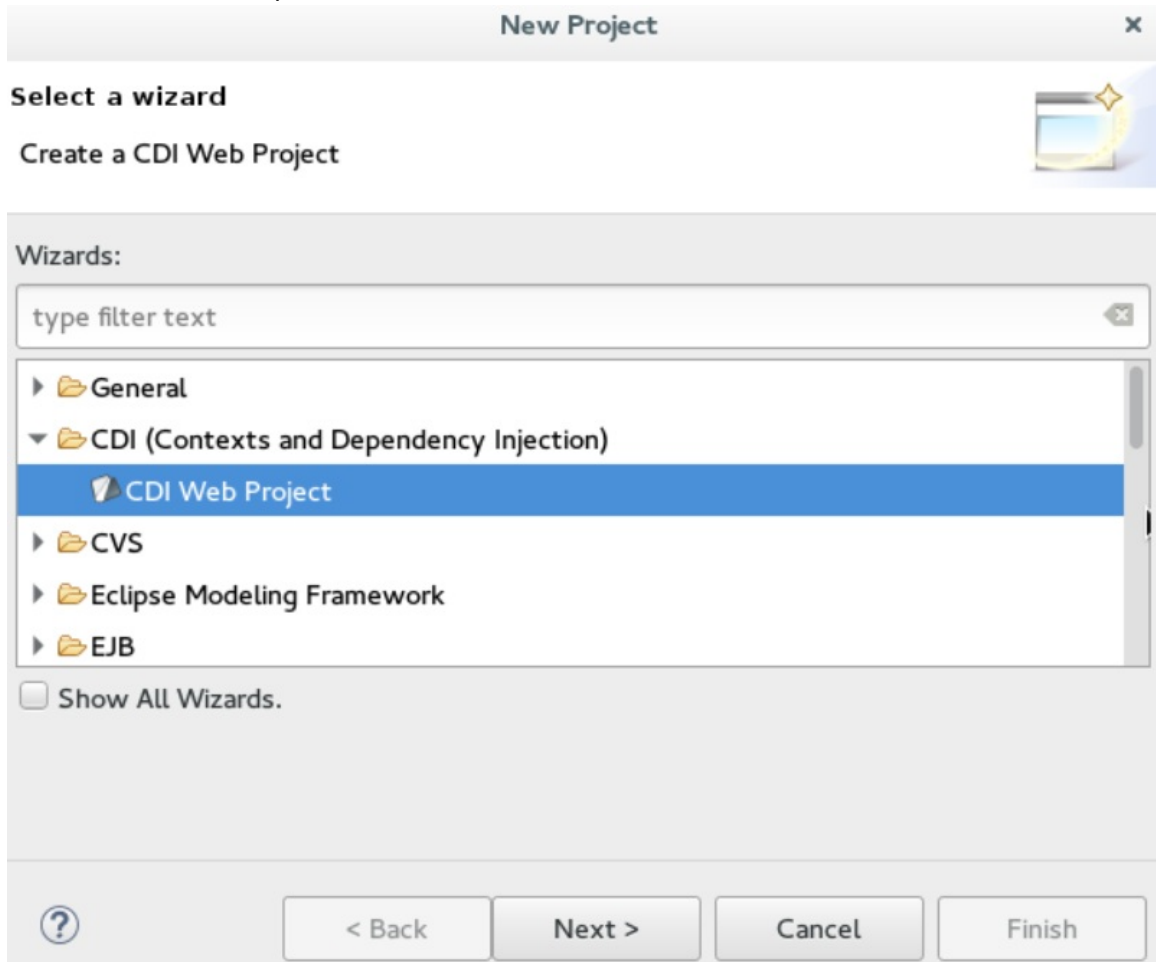 New Project
Select a wizard
Create a CDI Web Project
Wizards:
type filter text
General
CDI (Contexts and Dependency Injection)
CDI Web Project
CVS
Eclipse Modeling Framework
EJB
Show All Wizards.
< Back Next > Cancel Finish